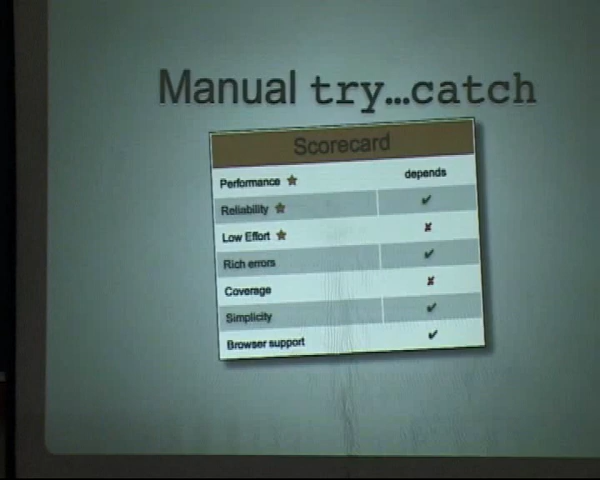 Manual try...catch
Scorecard
Performance ★ depends
Reliability ★ ✔
Low Effort ★ ✘
Rich errors ✔
Coverage ✘
Simplicity ✔
Browser support ✔